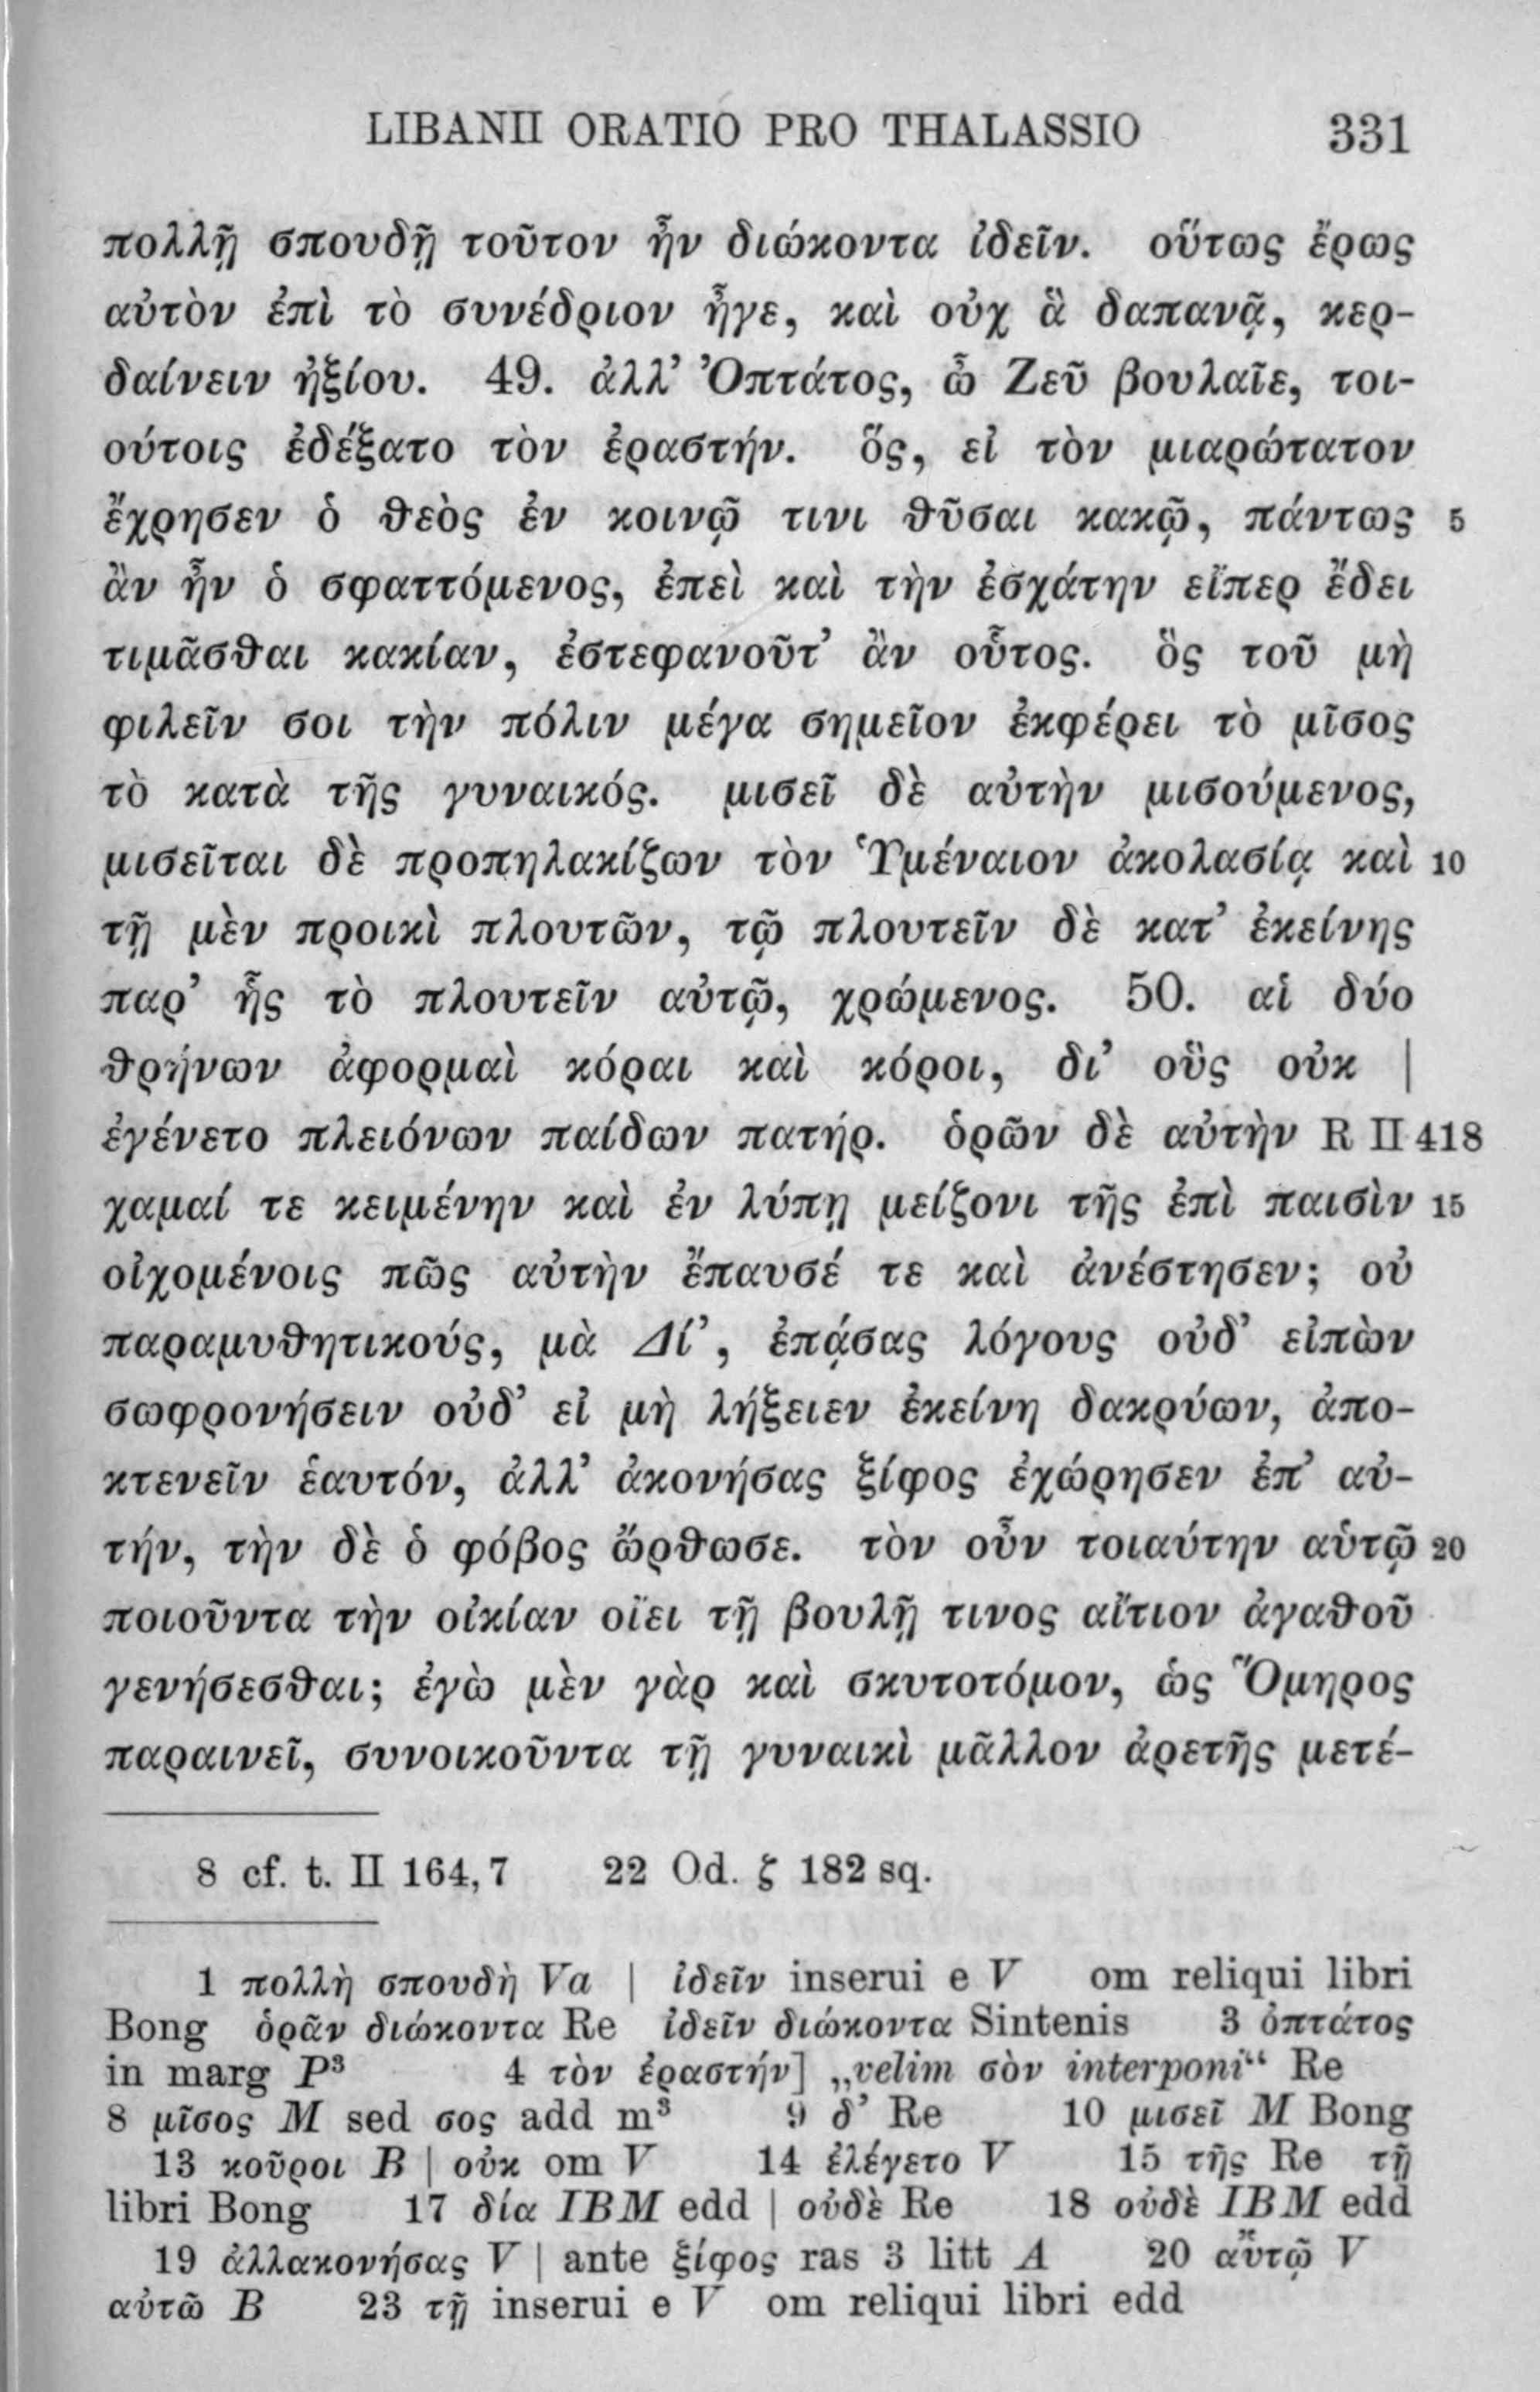 LIBANII ORATIO PRO THALASSIO 331
πολλῇ σπουδῇ τοῦτον ἦν διώκοντα ἰδεῖν. οὕτως ἔρως
αὐτὸν ἐπὶ τὸ συνέδριον ἦγε, καὶ οὐχ ἃ δαπανᾷ, κερ-
δαίνειν ἠξίου. 49. ἀλλ’ Ὀπτάτος, ὦ Ζεῦ βουλαῖε, τοι-
ούτοις ἐδέξατο τὸν ἐραστήν. ὅς, εἰ τὸν μιαρώτατον
ἔχρησεν ὁ θεὸς ἐν κοινῷ τινι θῦσαι κακῷ, πάντως 5
ἂν ἦν ὁ σφαττόμενος, ἐπεὶ καὶ τὴν ἐσχάτην εἴπερ ἔδει
τιμᾶσθαι κακίαν, ἐστεφανοῦτ’ ἂν οὗτος. ὃς τοῦ μὴ
φιλεῖν σοι τὴν πόλιν μέγα σημεῖον ἐκφέρει τὸ μῖσος
τὸ κατὰ τῆς γυναικός. μισεῖ δὲ αὐτὴν μισούμενος,
μισεῖται δὲ προπηλακίζων τὸν Ὑμέναιον ἀκολασίᾳ καὶ 10
τῇ μὲν προικὶ πλουτῶν, τῷ πλουτεῖν δὲ κατ’ ἐκείνης
παρ’ ἧς τὸ πλουτεῖν αὐτῷ, χρώμενος. 50. αἱ δύο
θρήνων ἀφορμαὶ κόραι καὶ κόροι, δι’ οὓς οὐκ |
ἐγένετο πλειόνων παίδων πατήρ. ὁρῶν δὲ αὐτὴν R II 418
χαμαί τε κειμένην καὶ ἐν λύπῃ μείζονι τῆς ἐπὶ παισὶν 15
οἰχομένοις πῶς αὐτὴν ἔπαυσέ τε καὶ ἀνέστησεν; οὐ
παραμυθητικούς, μὰ Δί’, ἐπᾴσας λόγους οὐδ’ εἰπὼν
σωφρονήσειν οὐδ’ εἰ μὴ λήξειεν ἐκείνη δακρύων, ἀπο-
κτενεῖν ἑαυτόν, ἀλλ’ ἀκονήσας ξίφος ἐχώρησεν ἐπ’ αὐ-
τήν, τὴν δὲ ὁ φόβος ὤρθωσε. τὸν οὖν τοιαύτην αὑτῷ 20
ποιοῦντα τὴν οἰκίαν οἴει τῇ βουλῇ τινος αἴτιον ἀγαθοῦ
γενήσεσθαι; ἐγὼ μὲν γὰρ καὶ σκυτοτόμον, ὡς Ὅμηρος
παραινεῖ, συνοικοῦντα τῇ γυναικὶ μᾶλλον ἀρετῆς μετέ-
8 cf. t. II 164, 7 22 Od. ζ 182 sq.
1 πολλὴ σπουδὴ Va | ἰδεῖν inserui e V om reliqui libri
Bong ὁρᾶν διώκοντα Re ἰδεῖν διώκοντα Sintenis 3 ὀπτάτος
in marg P³ 4 τὸν ἐραστήν] „velim σὸν interponi“ Re
8 μῖσος M sed σος add m³ 9 δ’ Re 10 μισεῖ M Bong
13 κοῦροι B | οὐκ om V 14 ἐλέγετο V 15 τῆς Re τῇ
libri Bong 17 δία IBM edd | οὐδὲ Re 18 οὐδὲ IBM edd
19 ἀλλακονήσας V | ante ξίφος ras 3 litt A 20 αὔτῷ V
αὐτῶ B 23 τῇ inserui e V om reliqui libri edd